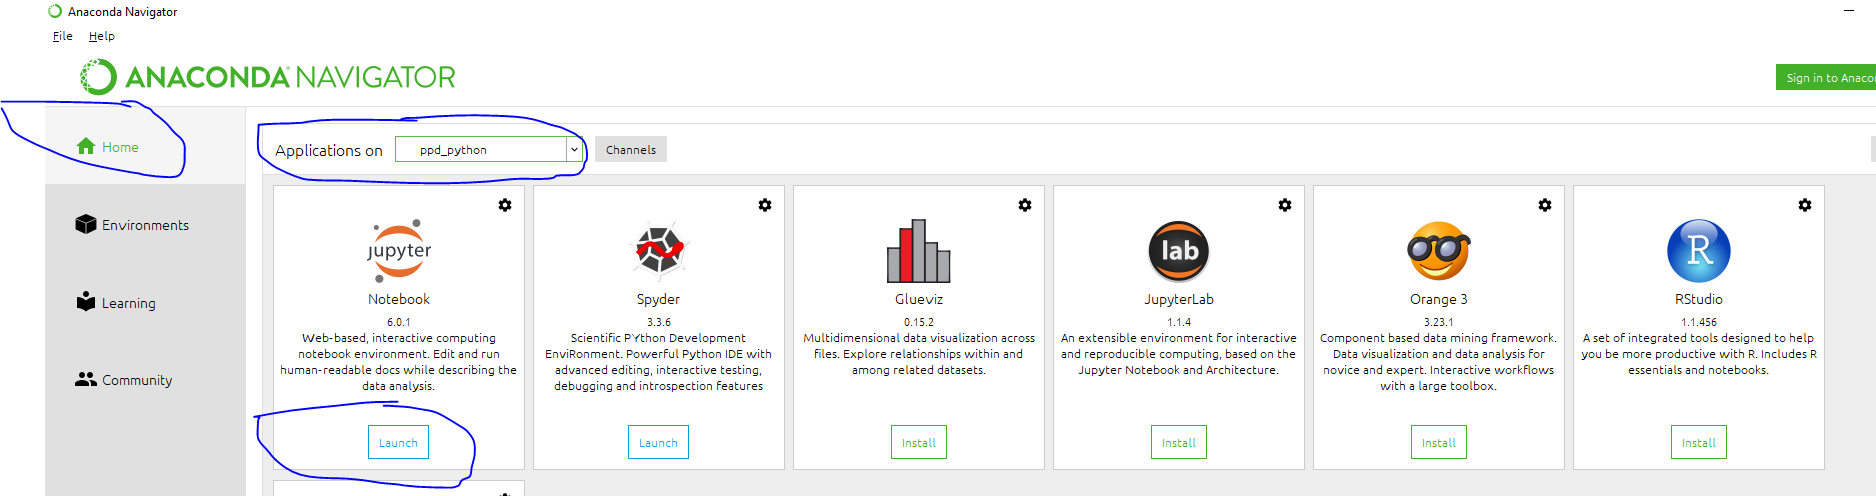 Anaconda Navigator
File Help
ANACONDA NAVIGATOR
Sign in to Anaco
Home
Applications on ppd_python Channels
Environments
Learning
Community
jupyter
Notebook
6.0.1
Web-based, interactive computing
notebook environment. Edit and run
human-readable docs while describing the
data analysis.
Launch
Spyder
3.3.6
Scientific PYthon Development
EnviRonment. Powerful Python IDE with
advanced editing, interactive testing,
debugging and introspection features
Launch
Glueviz
0.15.2
Multidimensional data visualization across
files. Explore relationships within and
among related datasets.
Install
lab
JupyterLab
1.1.4
An extensible environment for interactive
and reproducible computing, based on the
Jupyter Notebook and Architecture.
Install
Orange 3
3.23.1
Component based data mining framework.
Data visualization and data analysis for
novice and expert. Interactive workflows
with a large toolbox.
Install
R
RStudio
1.1.456
A set of integrated tools designed to help
you be more productive with R. Includes R
essentials and notebooks.
Install